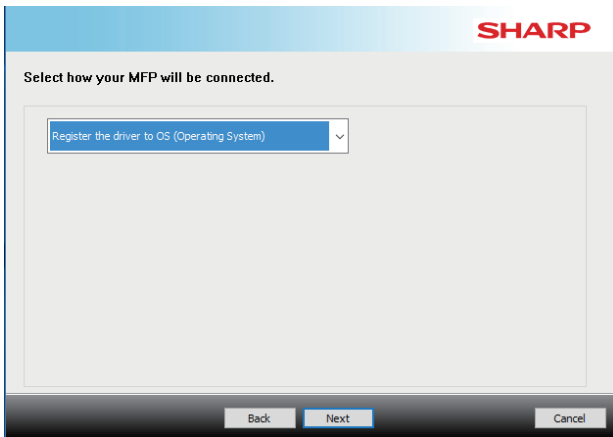 SHARP
Select how your MFP will be connected.
Register the driver to OS (Operating System)
Back
Next
Cancel